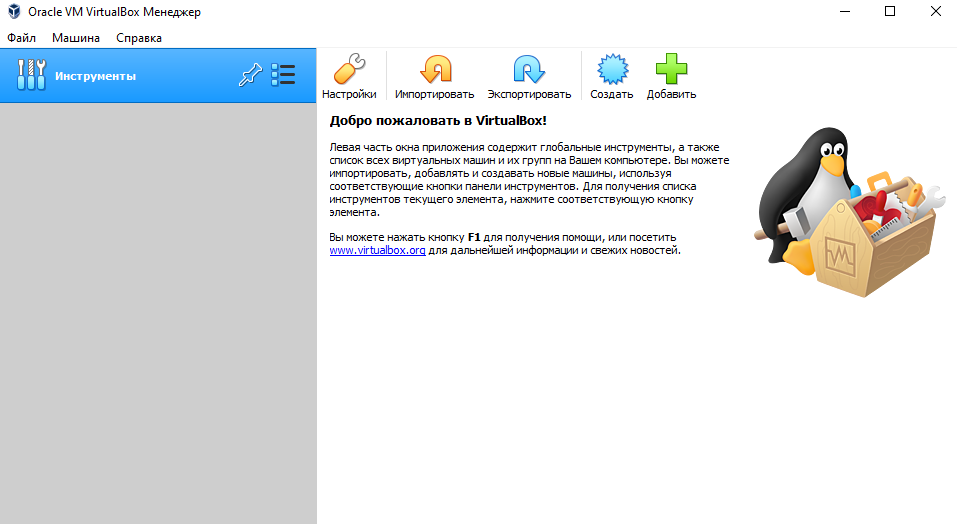 Oracle VM VirtualBox Менеджер
Файл Машина Справка
Инструменты
Настройки Импортировать Экспортировать Создать Добавить
Добро пожаловать в VirtualBox!
Левая часть окна приложения содержит глобальные инструменты, а также
список всех виртуальных машин и их групп на Вашем компьютере. Вы можете
импортировать, добавлять и создавать новые машины, используя
соответствующие кнопки панели инструментов. Для получения списка
инструментов текущего элемента, нажмите соответствующую кнопку
элемента.
Вы можете нажать кнопку F1 для получения помощи, или посетить
www.virtualbox.org для дальнейшей информации и свежих новостей.